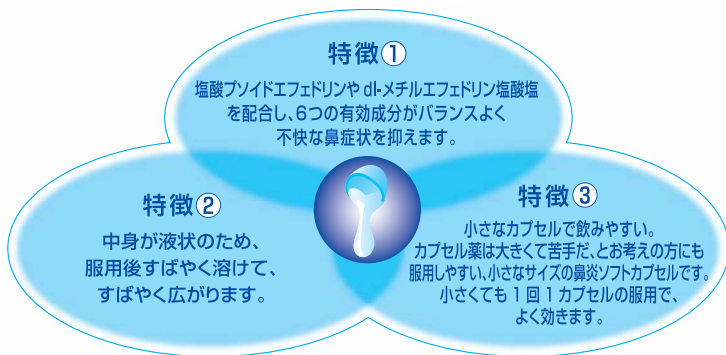 特徴①
塩酸プソイドエフェドリンや dl-メチルエフェドリン塩酸塩
を配合し、6つの有効成分がバランスよく
不快な鼻症状を抑えます。
特徴②
中身が液状のため、
服用後すばやく溶けて、
すばやく広がります。
特徴③
小さなカプセルで飲みやすい。
カプセル薬は大きくて苦手だ、とお考えの方にも
服用しやすい、小さなサイズの鼻炎ソフトカプセルです。
小さくても 1 回 1 カプセルの服用で、
よく効きます。